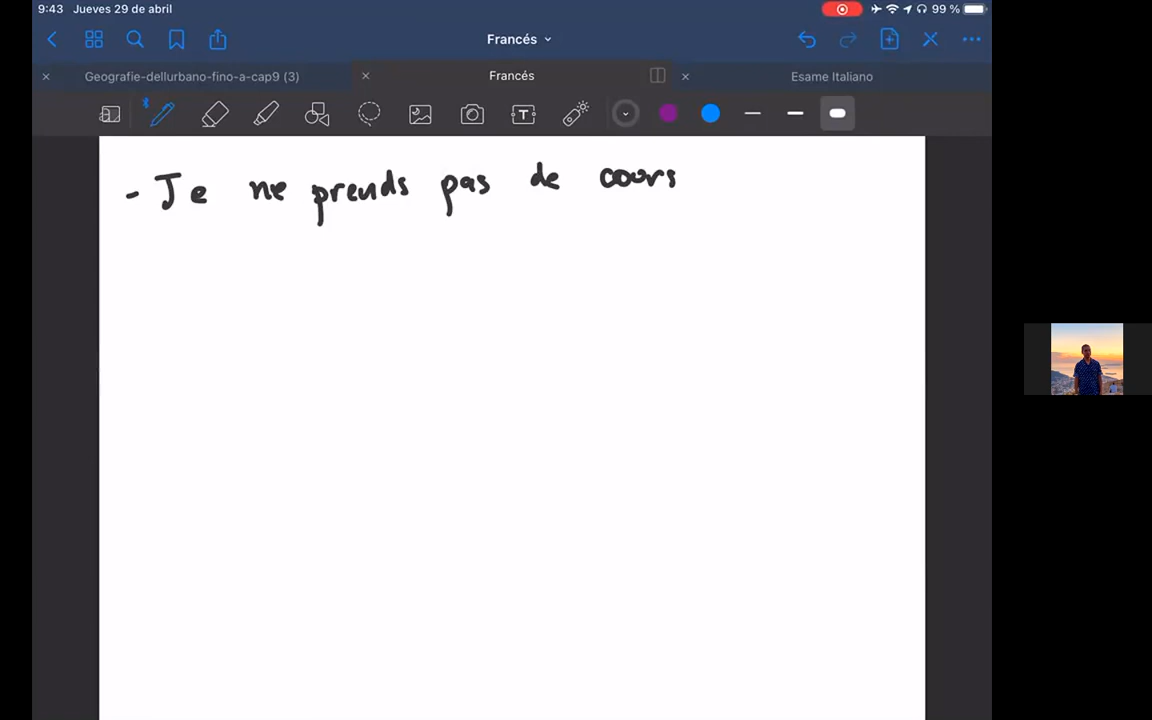 9:43 Jueves 29 de abril 99 %
Francés
Geografie-dellurbano-fino-a-cap9 (3) Francés Esame Italiano
T
- Je ne prends pas de cours